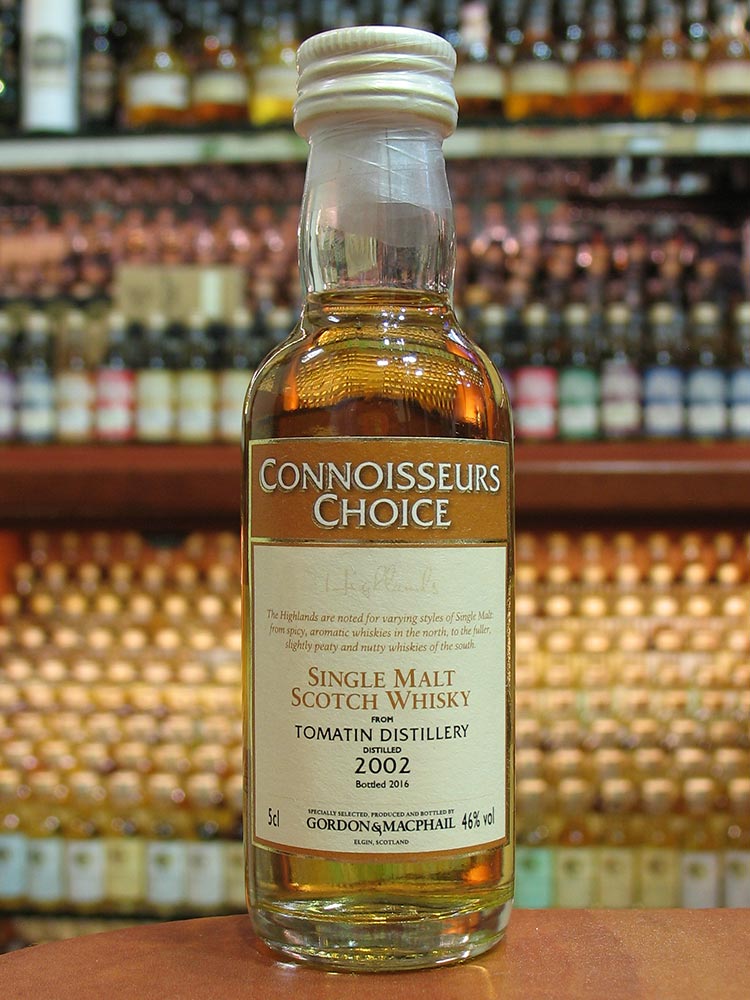 CONNOISSEURS
CHOICE
Highlands
The Highlands are noted for varying styles of Single Malt:
from spicy, aromatic whiskies in the north, to the fuller,
slightly peaty and nutty whiskies of the south.
SINGLE MALT
SCOTCH WHISKY
FROM
TOMATIN DISTILLERY
DISTILLED
2002
Bottled 2016
SPECIALLY SELECTED, PRODUCED AND BOTTLED BY
5cl GORDON & MACPHAIL 46% vol
ELGIN, SCOTLAND